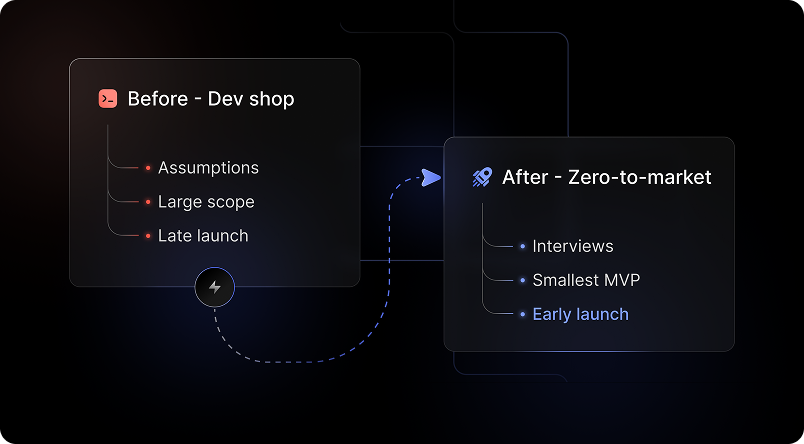 Before - Dev shop
Assumptions
Large scope
Late launch
After - Zero-to-market
Interviews
Smallest MVP
Early launch